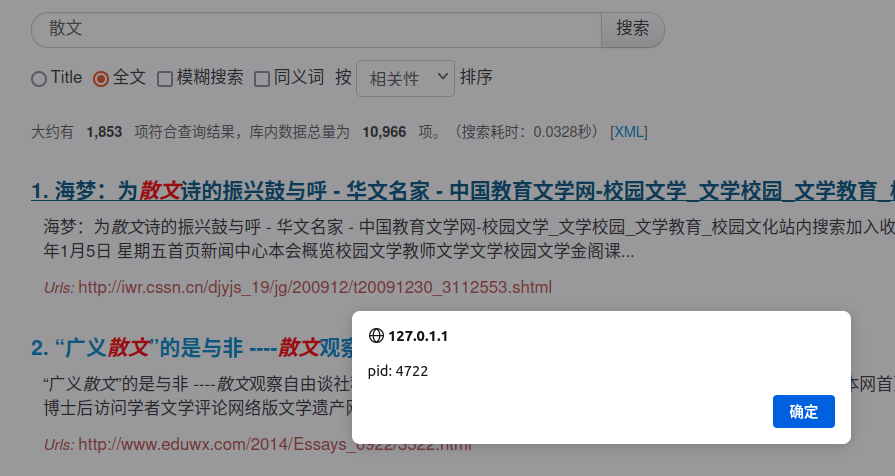 散文 搜索
Title 全文 模糊搜索 同义词 按 相关性 排序
大约有 1,853 项符合查询结果，库内数据总量为 10,966 项。（搜索耗时：0.0328秒） [XML]
1. 海梦：为散文诗的振兴鼓与呼 - 华文名家 - 中国教育文学网-校园文学_文学校园_文学教育_
海梦：为散文诗的振兴鼓与呼 - 华文名家 - 中国教育文学网-校园文学_文学校园_文学教育_校园文化站内搜索加入收
年1月5日 星期五首页新闻中心本会概览校园文学教师文学文学校园文学金阁课...
Urls: http://iwr.cssn.cn/djyjs_19/jg/200912/t20091230_3112553.shtml
2. “广义散文”的是与非 ----散文观察
“广义散文”的是与非 ----散文观察自由谈社 本网首
博士后访问学者文学评论网络版文学遗产
Urls: http://www.eduwx.com/2014/Essays_0922/3522.html
127.0.1.1
pid: 4722
确定